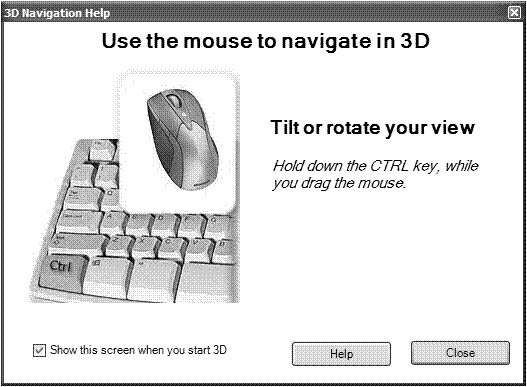 3D Navigation Help
Use the mouse to navigate in 3D
Tilt or rotate your view
Hold down the CTRL key, while
you drag the mouse.
Ctrl
Show this screen when you start 3D
Help
Close